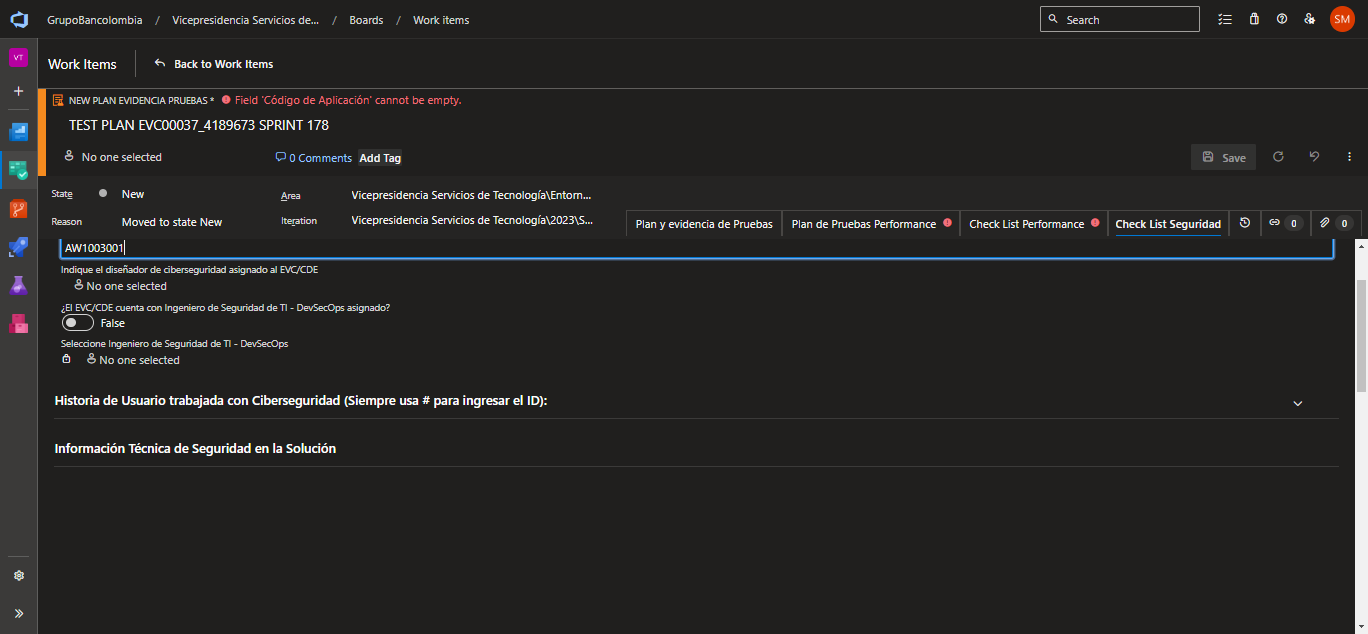 GrupoBancolombia / Vicepresidencia Servicios de... / Boards / Work items
Search
SM
VT
Work Items
Back to Work Items
NEW PLAN EVIDENCIA PRUEBAS * Field 'Código de Aplicación' cannot be empty.
TEST PLAN EVC00037_4189673 SPRINT 178
No one selected
0 Comments
Add Tag
Save
State
New
Area
Vicepresidencia Servicios de Tecnología\Entorn...
Reason
Moved to state New
Iteration
Vicepresidencia Servicios de Tecnología\2023\S...
Plan y evidencia de Pruebas
Plan de Pruebas Performance
Check List Performance
Check List Seguridad
0
0
AW1003001
Indique el diseñador de ciberseguridad asignado al EVC/CDE
No one selected
¿El EVC/CDE cuenta con Ingeniero de Seguridad de TI - DevSecOps asignado?
False
Seleccione Ingeniero de Seguridad de TI - DevSecOps
No one selected
Historia de Usuario trabajada con Ciberseguridad (Siempre usa # para ingresar el ID):
Información Técnica de Seguridad en la Solución